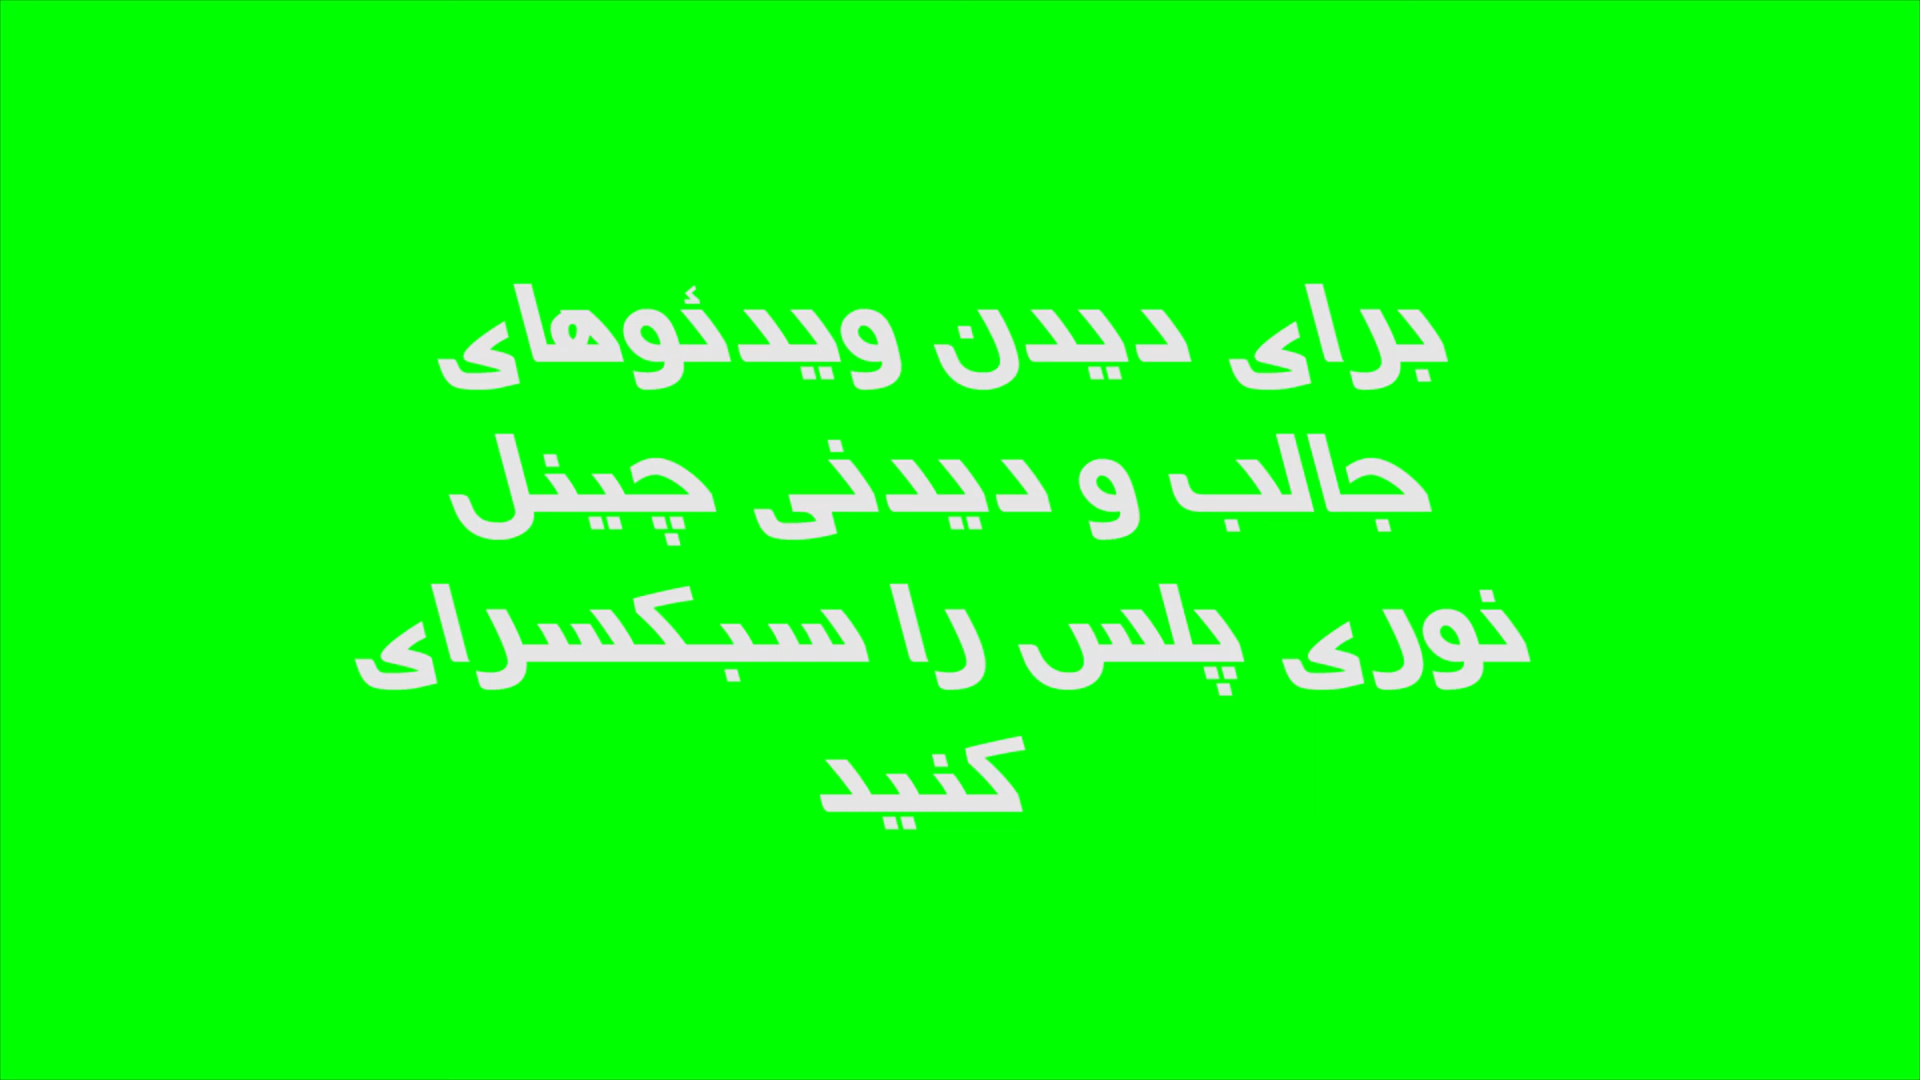 برای دیدن ویدئوهای
جالب و دیدنی چینل
نوری پلس را سبکسرای
کنید